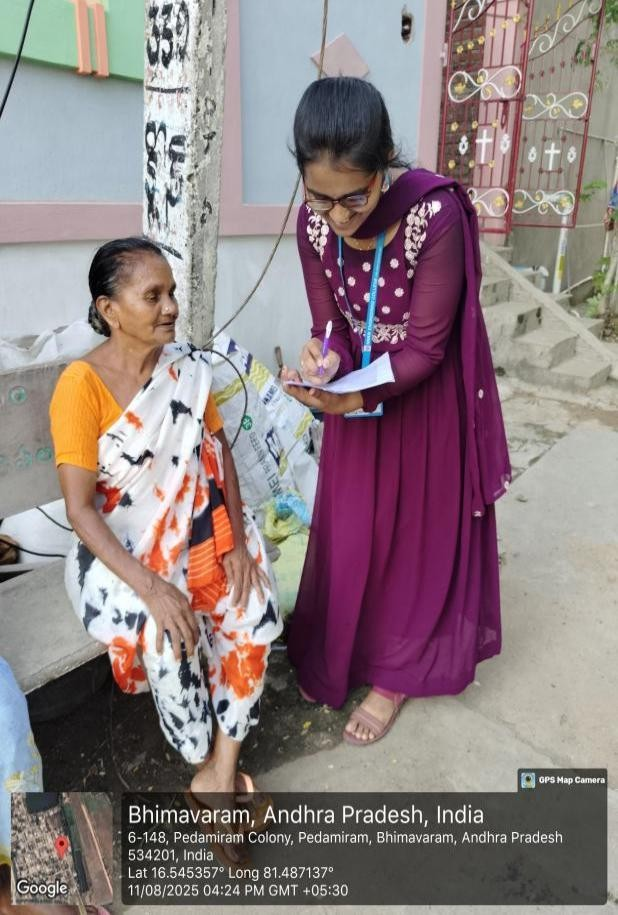 GPS Map Camera
Bhimavaram, Andhra Pradesh, India
6-148, Pedamiram Colony, Pedamiram, Bhimavaram, Andhra Pradesh
534201, India
Lat 16.545357° Long 81.487137°
11/08/2025 04:24 PM GMT +05:30
Google